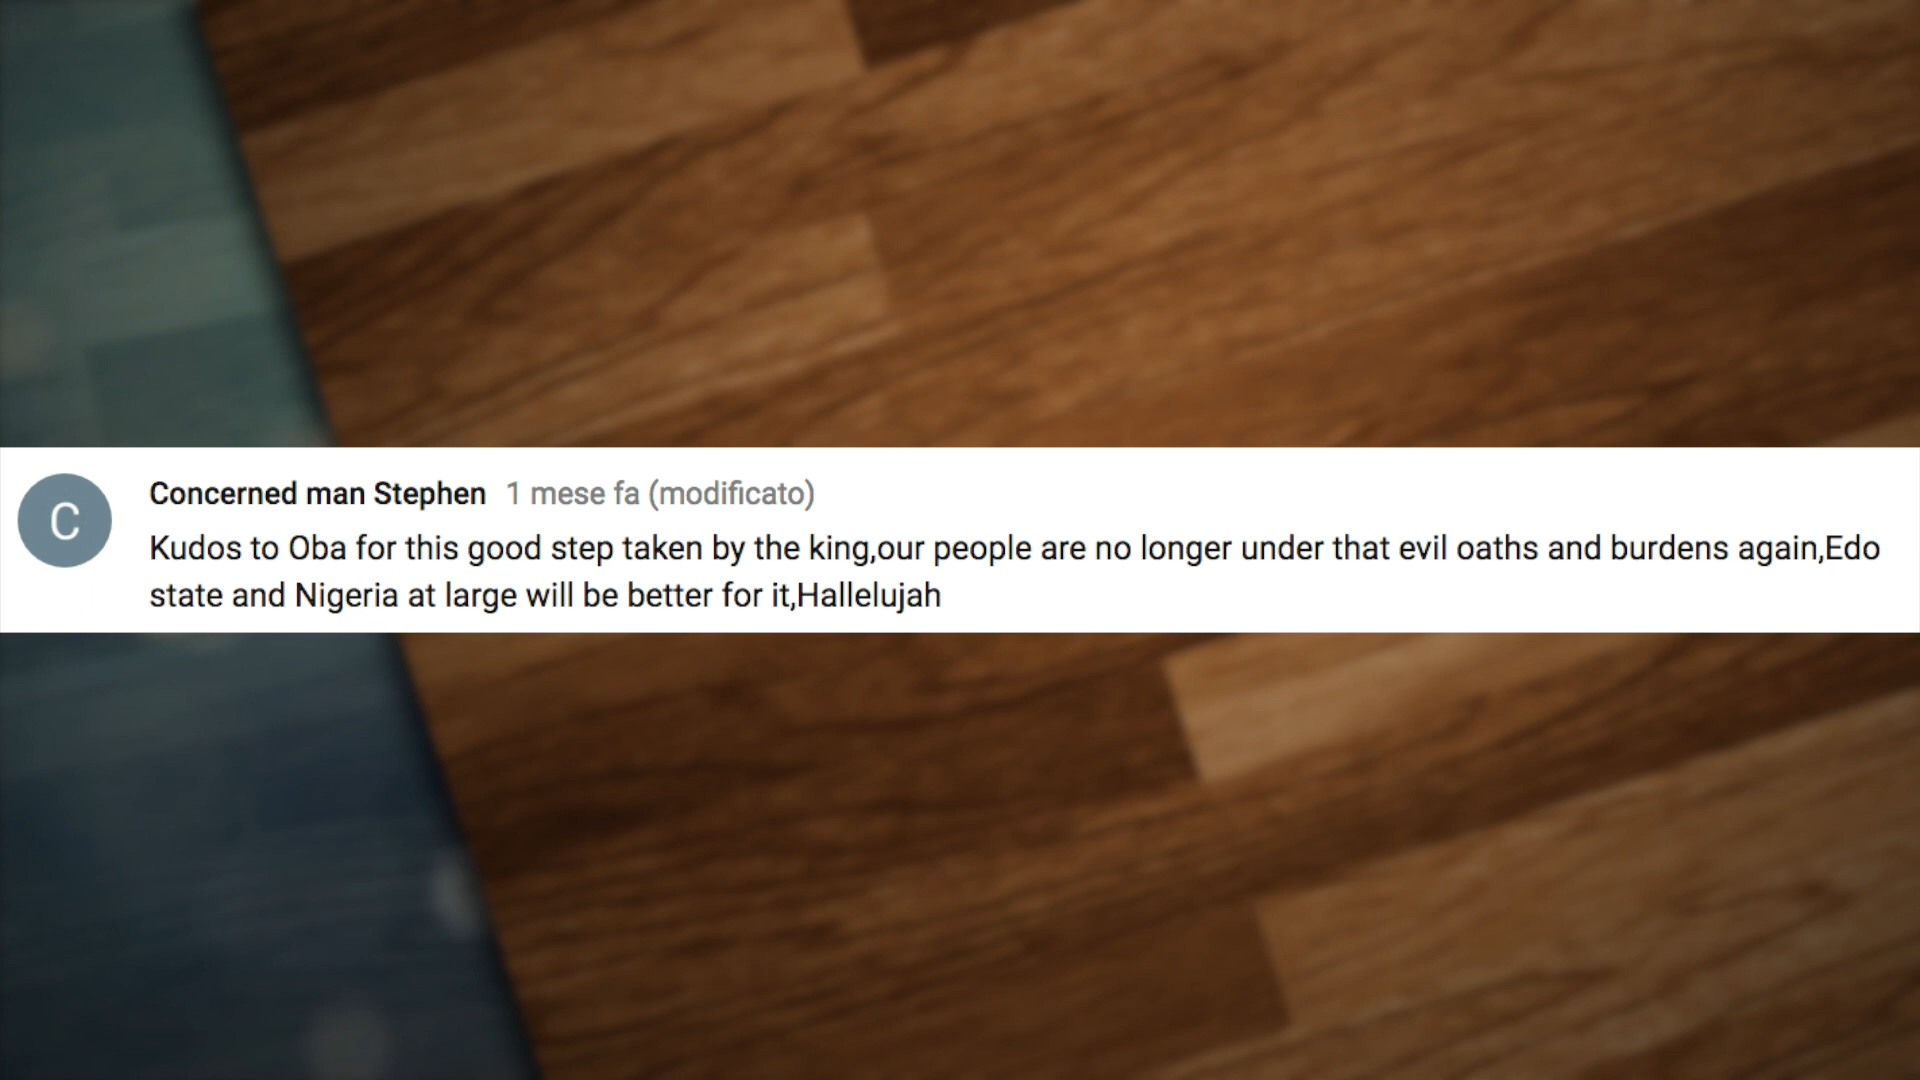 C
Concerned man Stephen 1 mese fa (modificato)
Kudos to Oba for this good step taken by the king,our people are no longer under that evil oaths and burdens again,Edo
state and Nigeria at large will be better for it,Hallelujah